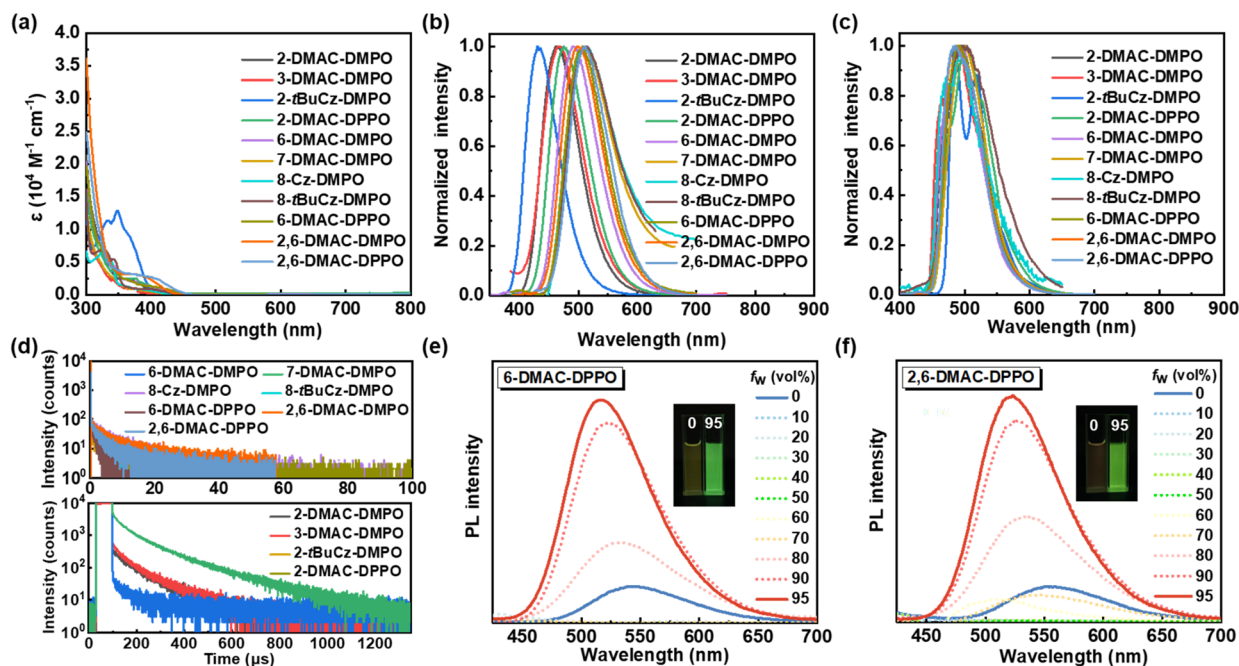 (a)
4.0
3.5
3.0
2.5
2.0
1.5
1.0
0.5
0.0
ε (10⁴ M⁻¹ cm⁻¹)
2-DMAC-DMPO
3-DMAC-DMPO
2-tBuCz-DMPO
2-DMAC-DPPO
6-DMAC-DMPO
7-DMAC-DMPO
8-Cz-DMPO
8-tBuCz-DMPO
6-DMAC-DPPO
2,6-DMAC-DMPO
2,6-DMAC-DPPO
300 400 500 600 700 800
Wavelength (nm)
(b)
1.0
0.8
0.6
0.4
0.2
0.0
Normalized intensity
2-DMAC-DMPO
3-DMAC-DMPO
2-tBuCz-DMPO
2-DMAC-DPPO
6-DMAC-DMPO
7-DMAC-DMPO
8-Cz-DMPO
8-tBuCz-DMPO
6-DMAC-DPPO
2,6-DMAC-DMPO
2,6-DMAC-DPPO
400 500 600 700 800 900
Wavelength (nm)
(c)
1.0
0.8
0.6
0.4
0.2
0.0
Normalized intensity
2-DMAC-DMPO
3-DMAC-DMPO
2-tBuCz-DMPO
2-DMAC-DPPO
6-DMAC-DMPO
7-DMAC-DMPO
8-Cz-DMPO
8-tBuCz-DMPO
6-DMAC-DPPO
2,6-DMAC-DMPO
2,6-DMAC-DPPO
400 500 600 700 800 900
Wavelength (nm)
(d)
10⁴
10³
10²
10¹
10⁰
Intensity (counts)
6-DMAC-DMPO 7-DMAC-DMPO
8-Cz-DMPO 8-tBuCz-DMPO
6-DMAC-DPPO 2,6-DMAC-DMPO
2,6-DMAC-DPPO
0 20 40 60 80 100
10⁴
10³
10²
10¹
10⁰
Intensity (counts)
2-DMAC-DMPO
3-DMAC-DMPO
2-tBuCz-DMPO
2-DMAC-DPPO
0 200 400 600 800 1000 1200
Time (µs)
(e)
6-DMAC-DPPO
PL intensity
0 95
fW (vol%)
0
10
20
30
40
50
60
70
80
90
95
450 500 550 600 650 700
Wavelength (nm)
(f)
2,6-DMAC-DPPO
PL intensity
0 95
fW (vol%)
0
10
20
30
40
50
60
70
80
90
95
450 500 550 600 650 700
Wavelength (nm)